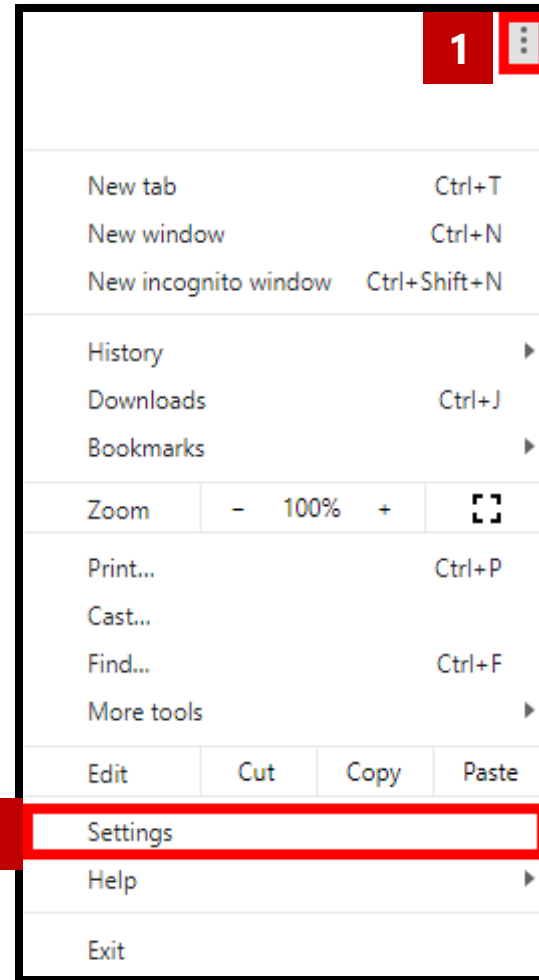 1
New tab Ctrl+T
New window Ctrl+N
New incognito window Ctrl+Shift+N
History
Downloads Ctrl+J
Bookmarks
Zoom - 100% +
Print... Ctrl+P
Cast...
Find... Ctrl+F
More tools
Edit Cut Copy Paste
Settings
Help
Exit